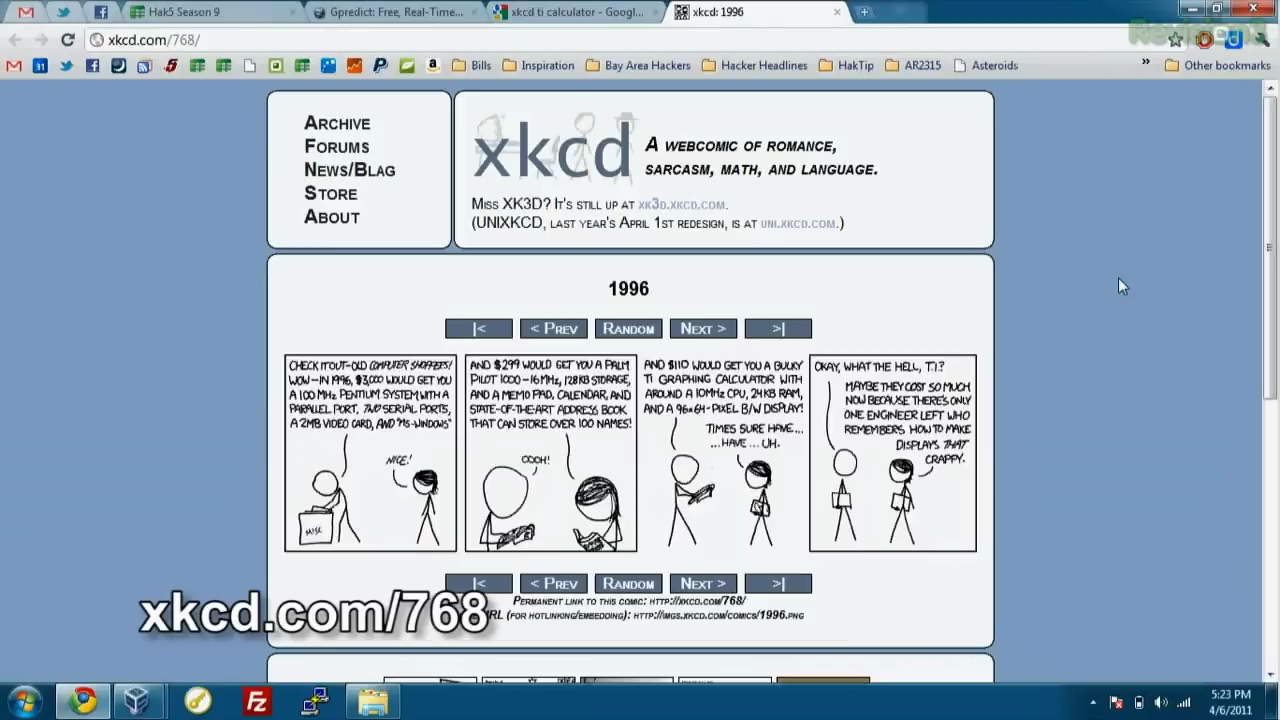 Hak5 Season 9
Gpredict: Free, Real-Time...
xkcd ti calculator - Googl...
xkcd: 1996
xkcd.com/768/
Bills
Inspiration
Bay Area Hackers
Hacker Headlines
HakTip
AR2315
Asteroids
Other bookmarks
Archive
Forums
News/Blag
Store
About
xkcd
A webcomic of romance,
sarcasm, math, and language.
Miss XK3D? It's still up at xk3d.xkcd.com.
(UNIXKCD, last year's April 1st redesign, is at uni.xkcd.com.)
1996
|< < Prev Random Next > >|
CHECK IT OUT-OLD COMPUTER SHOPPERS!
WOW-IN 1996, $3,000 WOULD GET YOU
A 100 MHz PENTIUM SYSTEM WITH A
PARALLEL PORT, TWO SERIAL PORTS,
A 2MB VIDEO CARD, AND "MS-WINDOWS"
NICE!
MISC
AND $299 WOULD GET YOU A PALM
PILOT 1000-16MHz, 128KB STORAGE,
AND A MEMO PAD, CALENDAR, AND
STATE-OF-THE-ART ADDRESS BOOK
THAT CAN STORE OVER 100 NAMES!
OOOH!
AND $110 WOULD GET YOU A BULKY
TI GRAPHING CALCULATOR WITH
AROUND A 10MHz CPU, 24KB RAM,
AND A 96x64-PIXEL B/W DISPLAY!
TIMES SURE HAVE...
...HAVE ... UH.
OKAY, WHAT THE HELL, T.I.?
MAYBE THEY COST SO MUCH
NOW BECAUSE THERE'S ONLY
ONE ENGINEER LEFT WHO
REMEMBERS HOW TO MAKE
DISPLAYS THAT
CRAPPY.
|< < Prev Random Next > >|
Permanent link to this comic: http://xkcd.com/768/
RL (for hotlinking/embedding): http://imgs.xkcd.com/comics/1996.png
xkcd.com/768
5:23 PM
4/6/2011